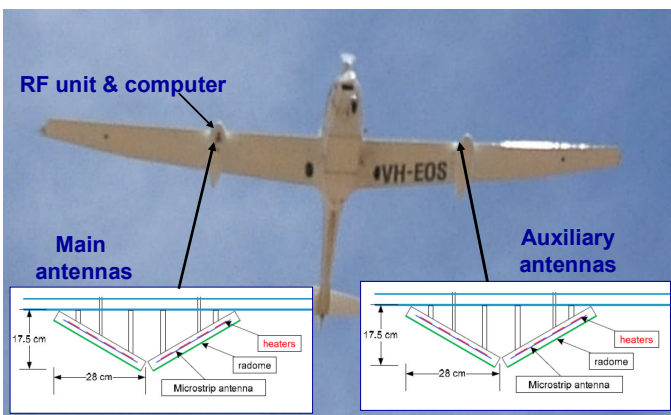 RF unit & computer
VH-EOS
Main
antennas
Auxiliary
antennas
17.5 cm
heaters
radome
28 cm
Microstrip antenna
17.5 cm
heaters
radome
28 cm
Microstrip antenna